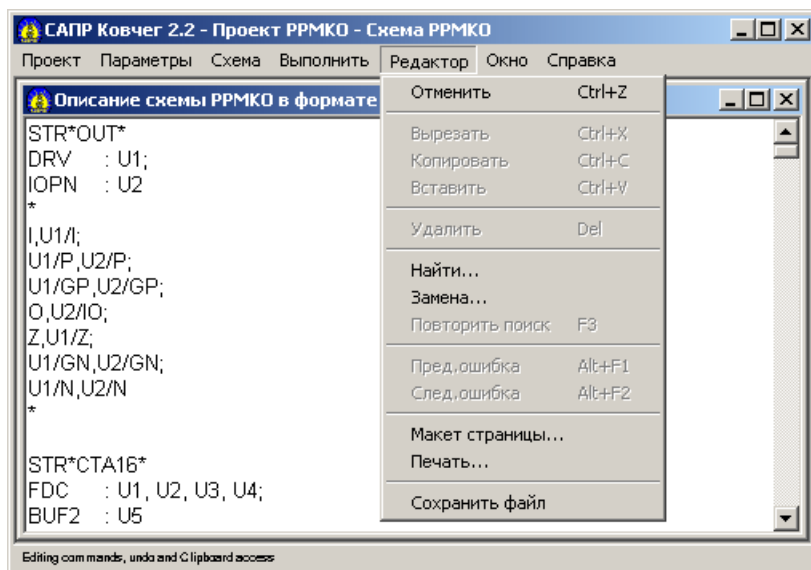 САПР Ковчег 2.2 - Проект РРМКО - Схема РРМКО
Проект Параметры Схема Выполнить Редактор Окно Справка
Описание схемы РРМКО в формате
STR*OUT*
DRV : U1;
IOPN : U2
*
I,U1/I;
U1/P,U2/P;
U1/GP,U2/GP;
O,U2/IO;
Z,U1/Z;
U1/GN,U2/GN;
U1/N,U2/N
*
STR*CTA16*
FDC : U1, U2, U3, U4;
BUF2 : U5
Отменить Ctrl+Z
Вырезать Ctrl+X
Копировать Ctrl+C
Вставить Ctrl+V
Удалить Del
Найти...
Замена...
Повторить поиск F3
Пред.ошибка Alt+F1
След.ошибка Alt+F2
Макет страницы...
Печать...
Сохранить файл
Editing commands, undo and Clipboard access